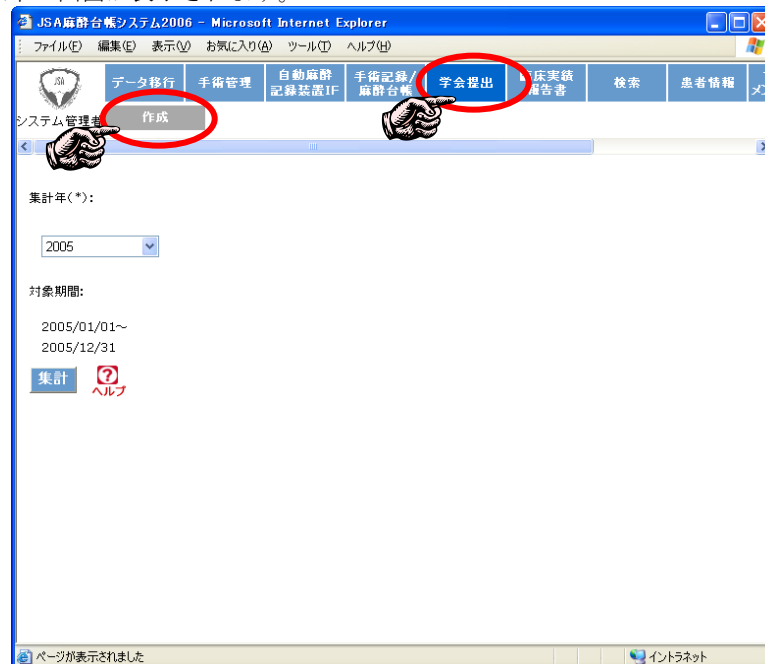 JSA麻酔台帳システム2006 - Microsoft Internet Explorer
ファイル(F) 編集(E) 表示(V) お気に入り(A) ツール(T) ヘルプ(H)
JSA データ移行 手術管理 自動麻酔記録装置IF 手術記録/麻酔台帳 学会提出 臨床実績報告書 検索 患者情報
システム管理者 作成
集計年(*):
2005
対象期間:
2005/01/01～
2005/12/31
集計 ヘルプ
ページが表示されました イントラネット